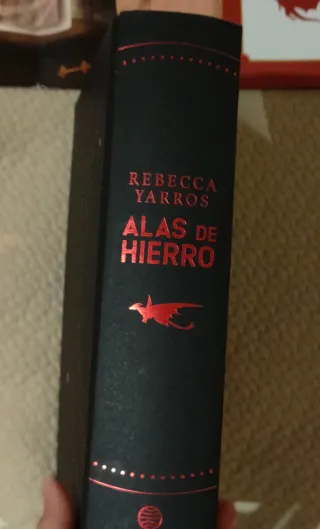 REBECCA
YARROS
ALAS DE
HIERRO